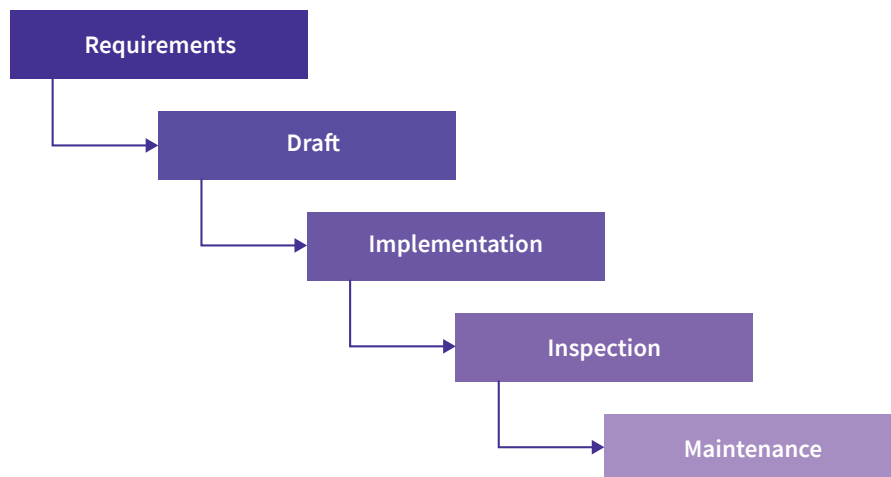 Requirements
Draft
Implementation
Inspection
Maintenance